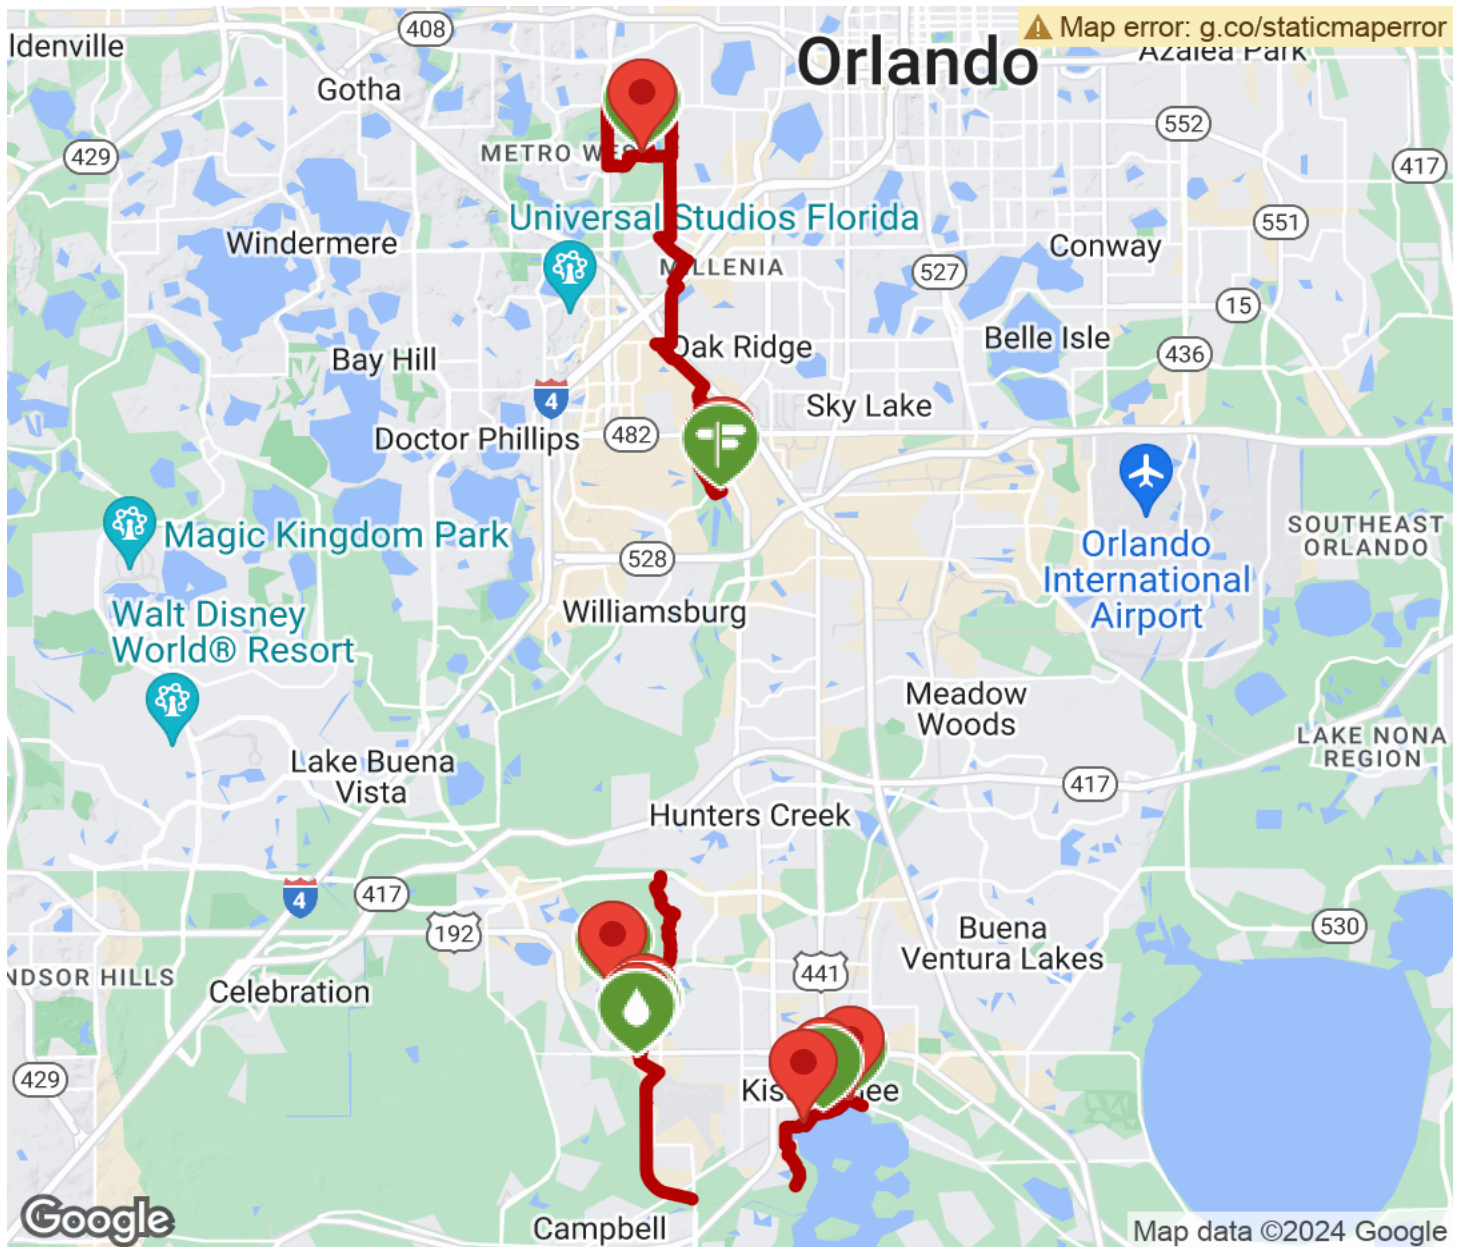 Map error: g.co/staticmaperror
ldenville
408
Orlando
Azalea Park
Gotha
552
429
METRO WES
417
Universal Studios Florida
551
Windermere
Conway
MILLENIA
527
15
Oak Ridge
Belle Isle
Bay Hill
436
4
Sky Lake
Doctor Phillips
482
Magic Kingdom Park
SOUTHEAST
ORLANDO
528
Orlando
International
Airport
Walt Disney
World® Resort
Williamsburg
Meadow
Woods
LAKE NONA
REGION
Lake Buena
Vista
417
Hunters Creek
4
417
192
Buena
Ventura Lakes
530
NDSOR HILLS
441
Celebration
429
Kis
ee
Google
Campbell
Map data ©2024 Google